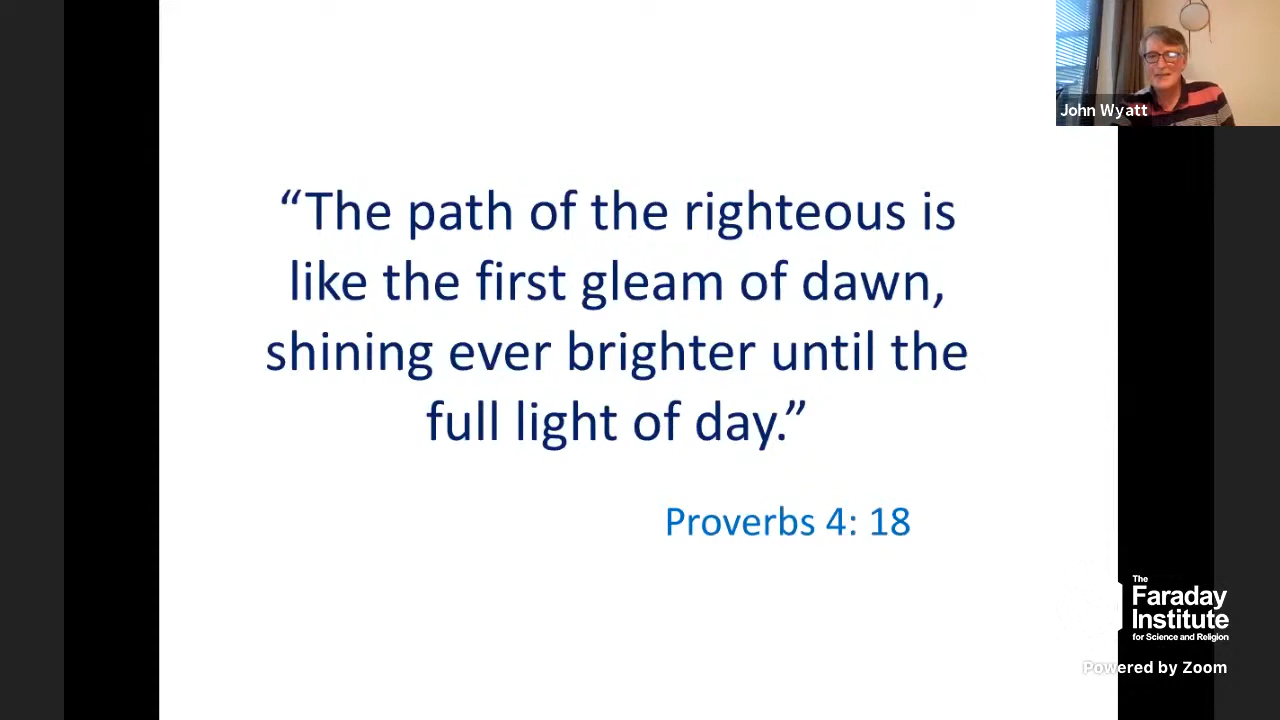 John Wyatt
“The path of the righteous is
like the first gleam of dawn,
shining ever brighter until the
full light of day.”
Proverbs 4: 18
The
Faraday
Institute
for Science and Religion
Powered by Zoom